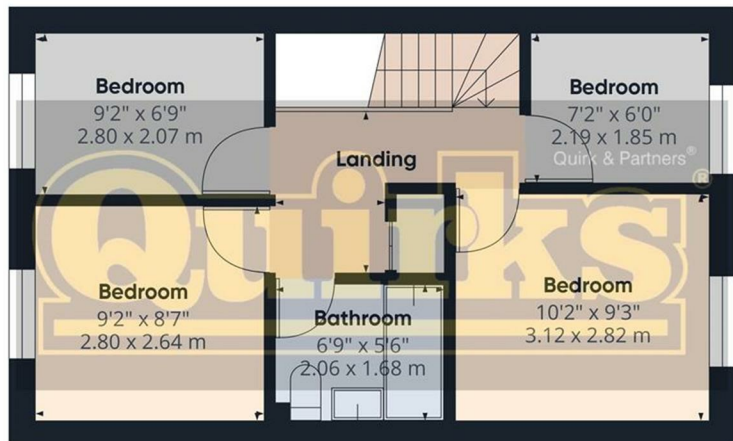 Bedroom
9'2" x 6'9"
2.80 x 2.07 m
Bedroom
7'2" x 6'0"
2.19 x 1.85 m
Landing
Quirk & Partners®
Quirks®
Bedroom
9'2" x 8'7"
2.80 x 2.64 m
Bathroom
6'9" x 5'6"
2.06 x 1.68 m
Bedroom
10'2" x 9'3"
3.12 x 2.82 m